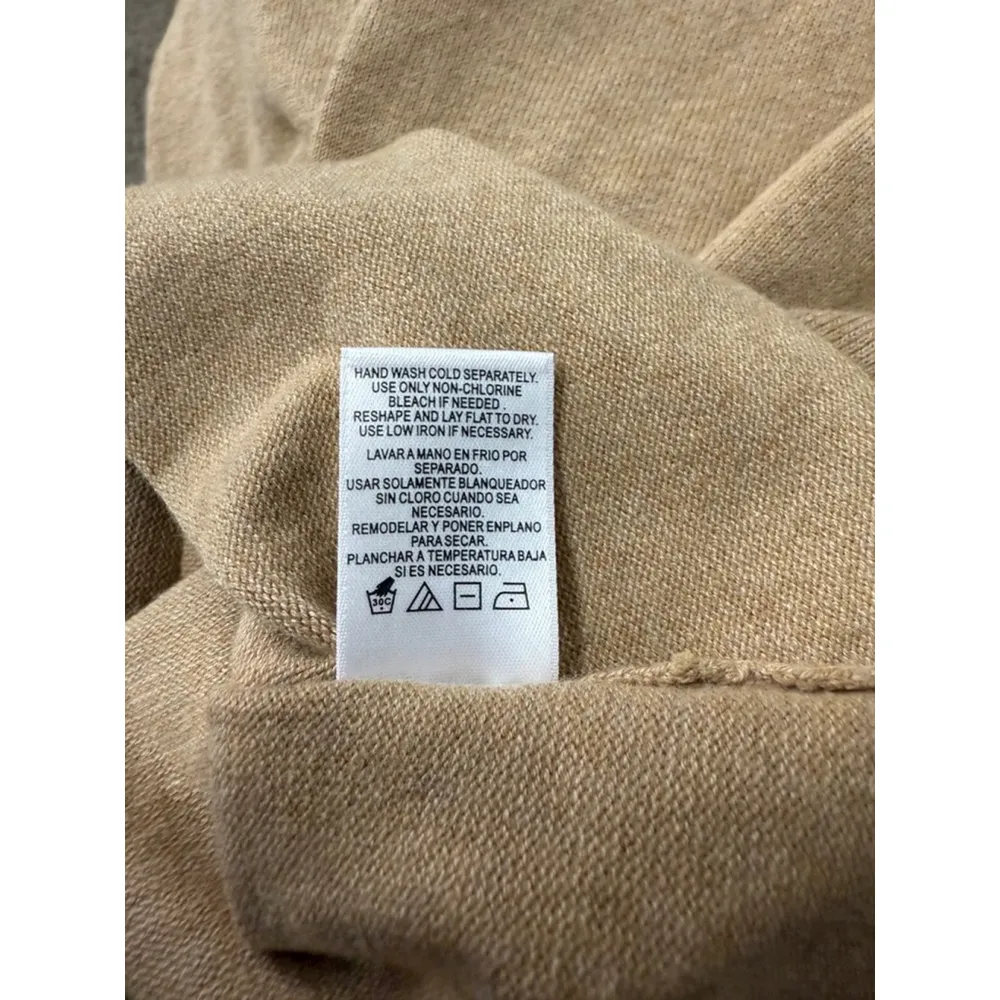 HAND WASH COLD SEPARATELY.
USE ONLY NON-CHLORINE
BLEACH IF NEEDED .
RESHAPE AND LAY FLAT TO DRY.
USE LOW IRON IF NECESSARY.
LAVAR A MANO EN FRIO POR
SEPARADO.
USAR SOLAMENTE BLANQUEADOR
SIN CLORO CUANDO SEA
NECESARIO.
REMODELAR Y PONER ENPLANO
PARA SECAR.
PLANCHAR A TEMPERATURA BAJA
SI ES NECESARIO.
30C